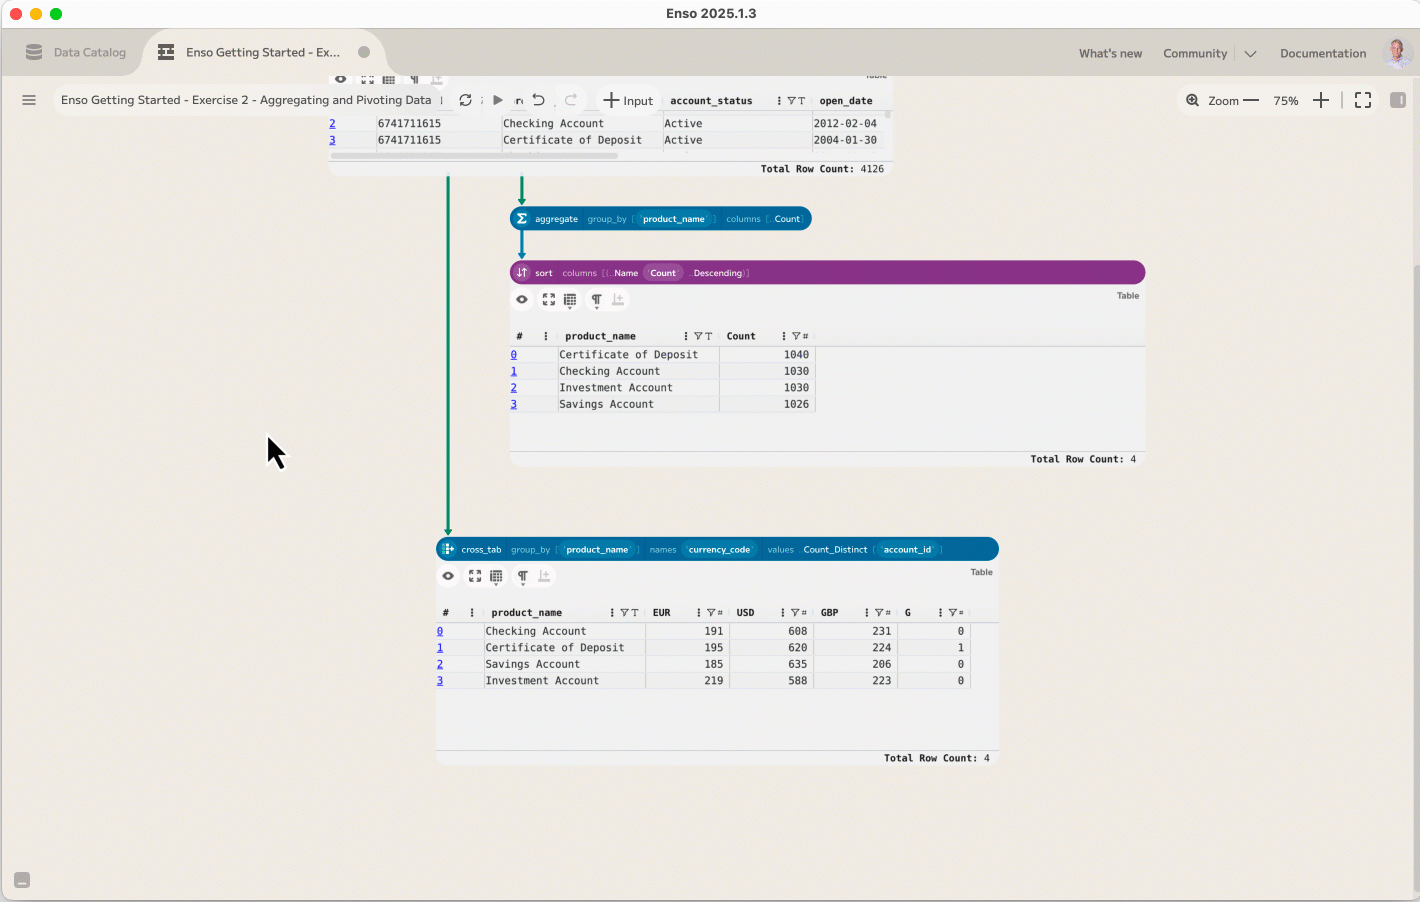 Enso 2025.1.3
Data Catalog
Enso Getting Started - Ex...
What's new
Community
Documentation
Table
Enso Getting Started - Exercise 2 - Aggregating and Pivoting Data
Input
account_status
open_date
Zoom
75%
2 6741711615 Checking Account Active 2012-02-04
3 6741711615 Certificate of Deposit Active 2004-01-30
Total Row Count: 4126
aggregate group_by [ 'product_name' ] columns [..Count]
sort columns [(..Name 'Count' ..Descending)]
Table
# product_name Count
0 Certificate of Deposit 1040
1 Checking Account 1030
2 Investment Account 1030
3 Savings Account 1026
Total Row Count: 4
cross_tab group_by [ 'product_name' ] names 'currency_code' values Count_Distinct [ 'account_id' ]
Table
# product_name EUR USD GBP G
0 Checking Account 191 608 231 0
1 Certificate of Deposit 195 620 224 1
2 Savings Account 185 635 206 0
3 Investment Account 219 588 223 0
Total Row Count: 4